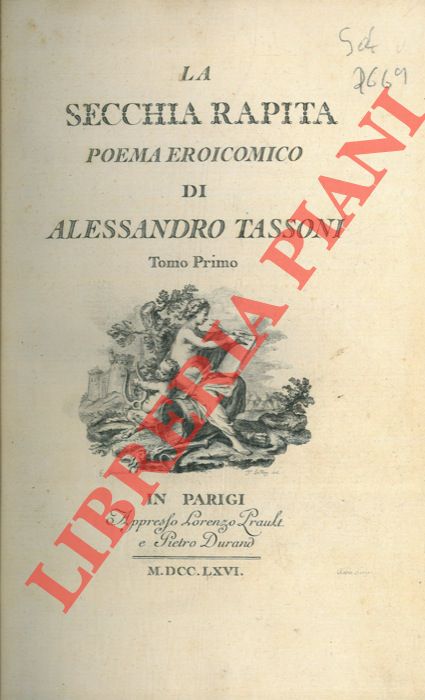 LA
SECCHIA RAPITA
POEMA EROICOMICO
DI
ALESSANDRO TASSONI
Tomo Primo
IN PARIGI
Appresso Lorenzo Prault
e Pietro Durand
M.DCC.LXVI.
LIBRERIA PIANI